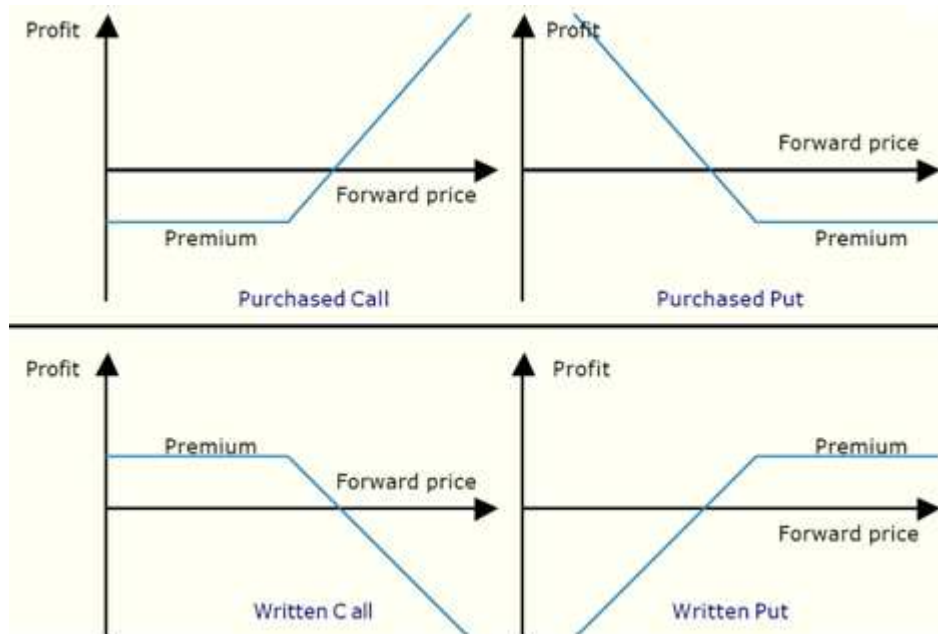 Profit
Profit
Forward price
Forward price
Premium
Premium
Purchased Call
Purchased Put
Profit
Profit
Premium
Premium
Forward price
Forward price
Written C all
Written Put